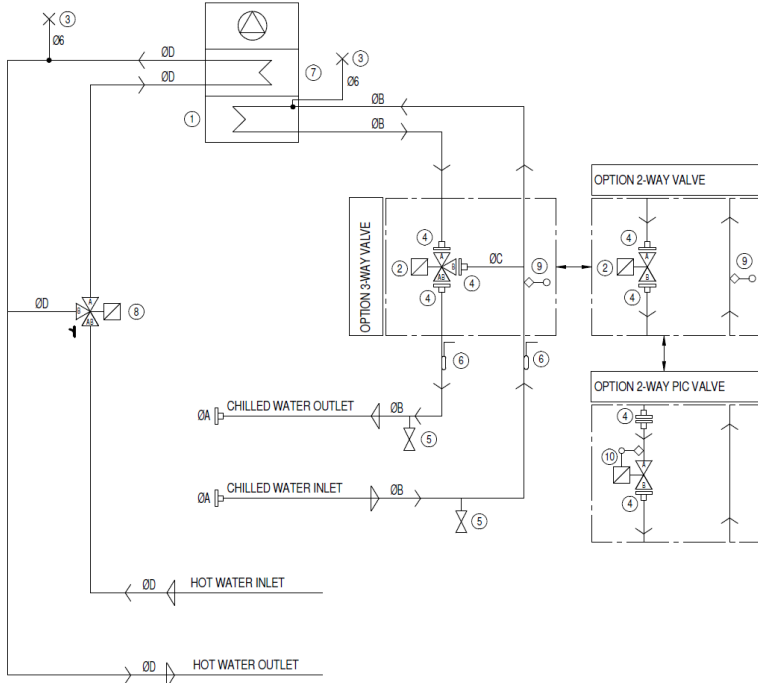 3
Ø6
ØD
ØD
7
3
Ø6
1
ØB
ØB
OPTION 3-WAY VALVE
4
A
2
B
AB
4
4
ØC
9
OPTION 2-WAY VALVE
4
A
2
B
4
9
ØD
A
B
AB
8
6
6
OPTION 2-WAY PIC VALVE
4
10
A
B
4
ØA
CHILLED WATER OUTLET
ØB
5
ØA
CHILLED WATER INLET
ØB
5
ØD
HOT WATER INLET
ØD
HOT WATER OUTLET